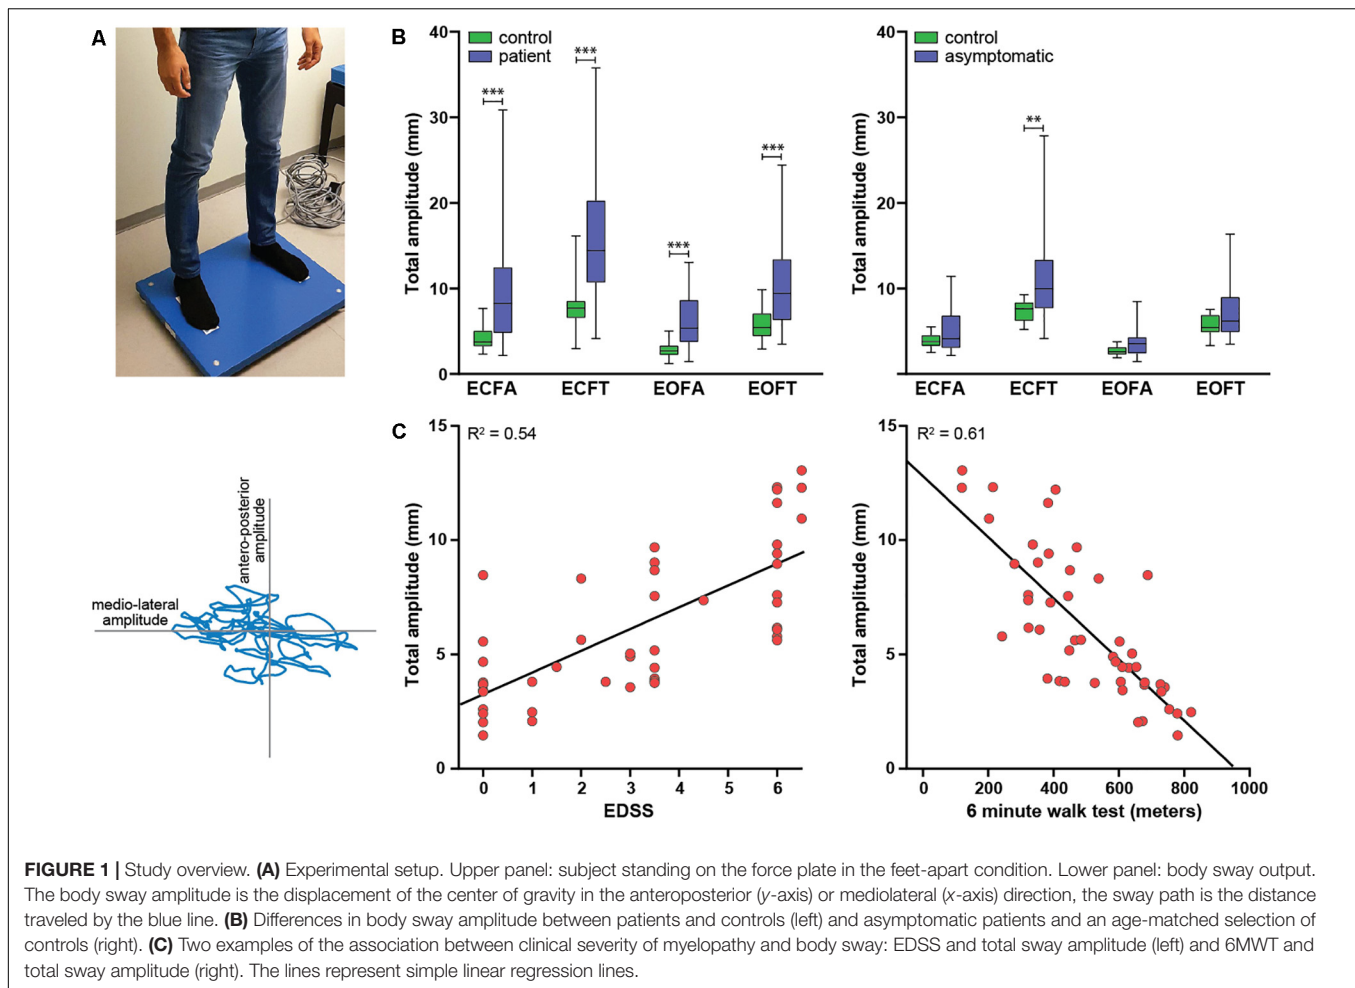 A
antero-posterior
amplitude
medio-lateral
amplitude
B
control
patient
***
***
***
***
Total amplitude (mm)
40
30
20
10
0
ECFA ECFT EOFA EOFT
control
asymptomatic
**
Total amplitude (mm)
40
30
20
10
ECFA ECFT EOFA EOFT
C
R² = 0.54
Total amplitude (mm)
15
10
5
0
0 1 2 3 4 5 6
EDSS
R² = 0.61
Total amplitude (mm)
15
10
5
0
0 200 400 600 800 1000
6 minute walk test (meters)
FIGURE 1 | Study overview. (A) Experimental setup. Upper panel: subject standing on the force plate in the feet-apart condition. Lower panel: body sway output.
The body sway amplitude is the displacement of the center of gravity in the anteroposterior (y-axis) or mediolateral (x-axis) direction, the sway path is the distance
traveled by the blue line. (B) Differences in body sway amplitude between patients and controls (left) and asymptomatic patients and an age-matched selection of
controls (right). (C) Two examples of the association between clinical severity of myelopathy and body sway: EDSS and total sway amplitude (left) and 6MWT and
total sway amplitude (right). The lines represent simple linear regression lines.